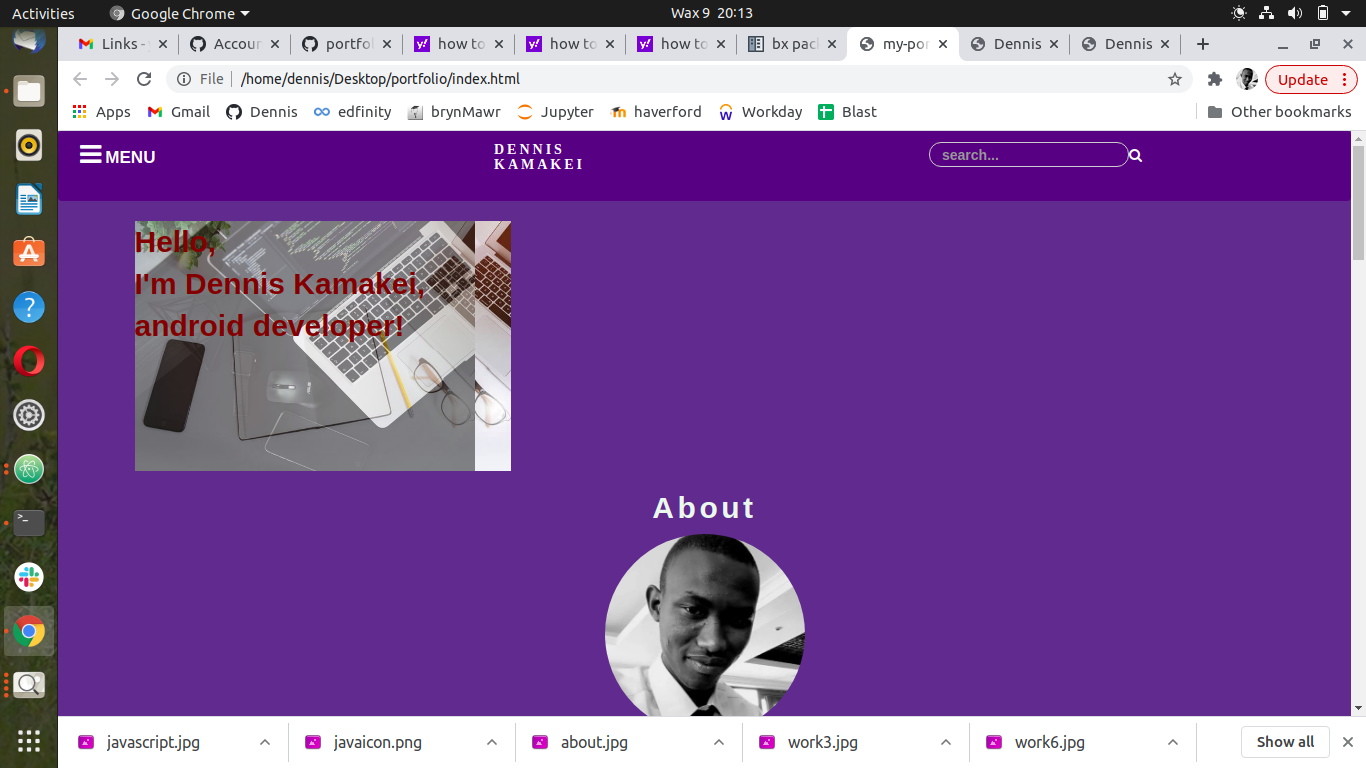 Activities
Google Chrome
Wax 9 20:13
Links -
Accour
portfol
how to
how to
how to
bx pac
my-por
Dennis
Dennis
File
/home/dennis/Desktop/portfolio/index.html
Update
Apps
Gmail
Dennis
edfinity
brynMawr
Jupyter
haverford
Workday
Blast
Other bookmarks
MENU
DENNIS
KAMAKEI
search...
Hello,
I'm Dennis Kamakei,
android developer!
About
javascript.jpg
javaicon.png
about.jpg
work3.jpg
work6.jpg
Show all